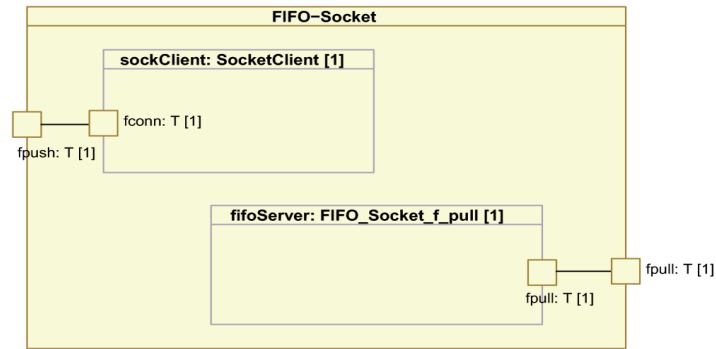 FIFO−Socket
sockClient: SocketClient [1]
fconn: T [1]
fpush: T [1]
fifoServer: FIFO_Socket_f_pull [1]
fpull: T [1]
fpull: T [1]